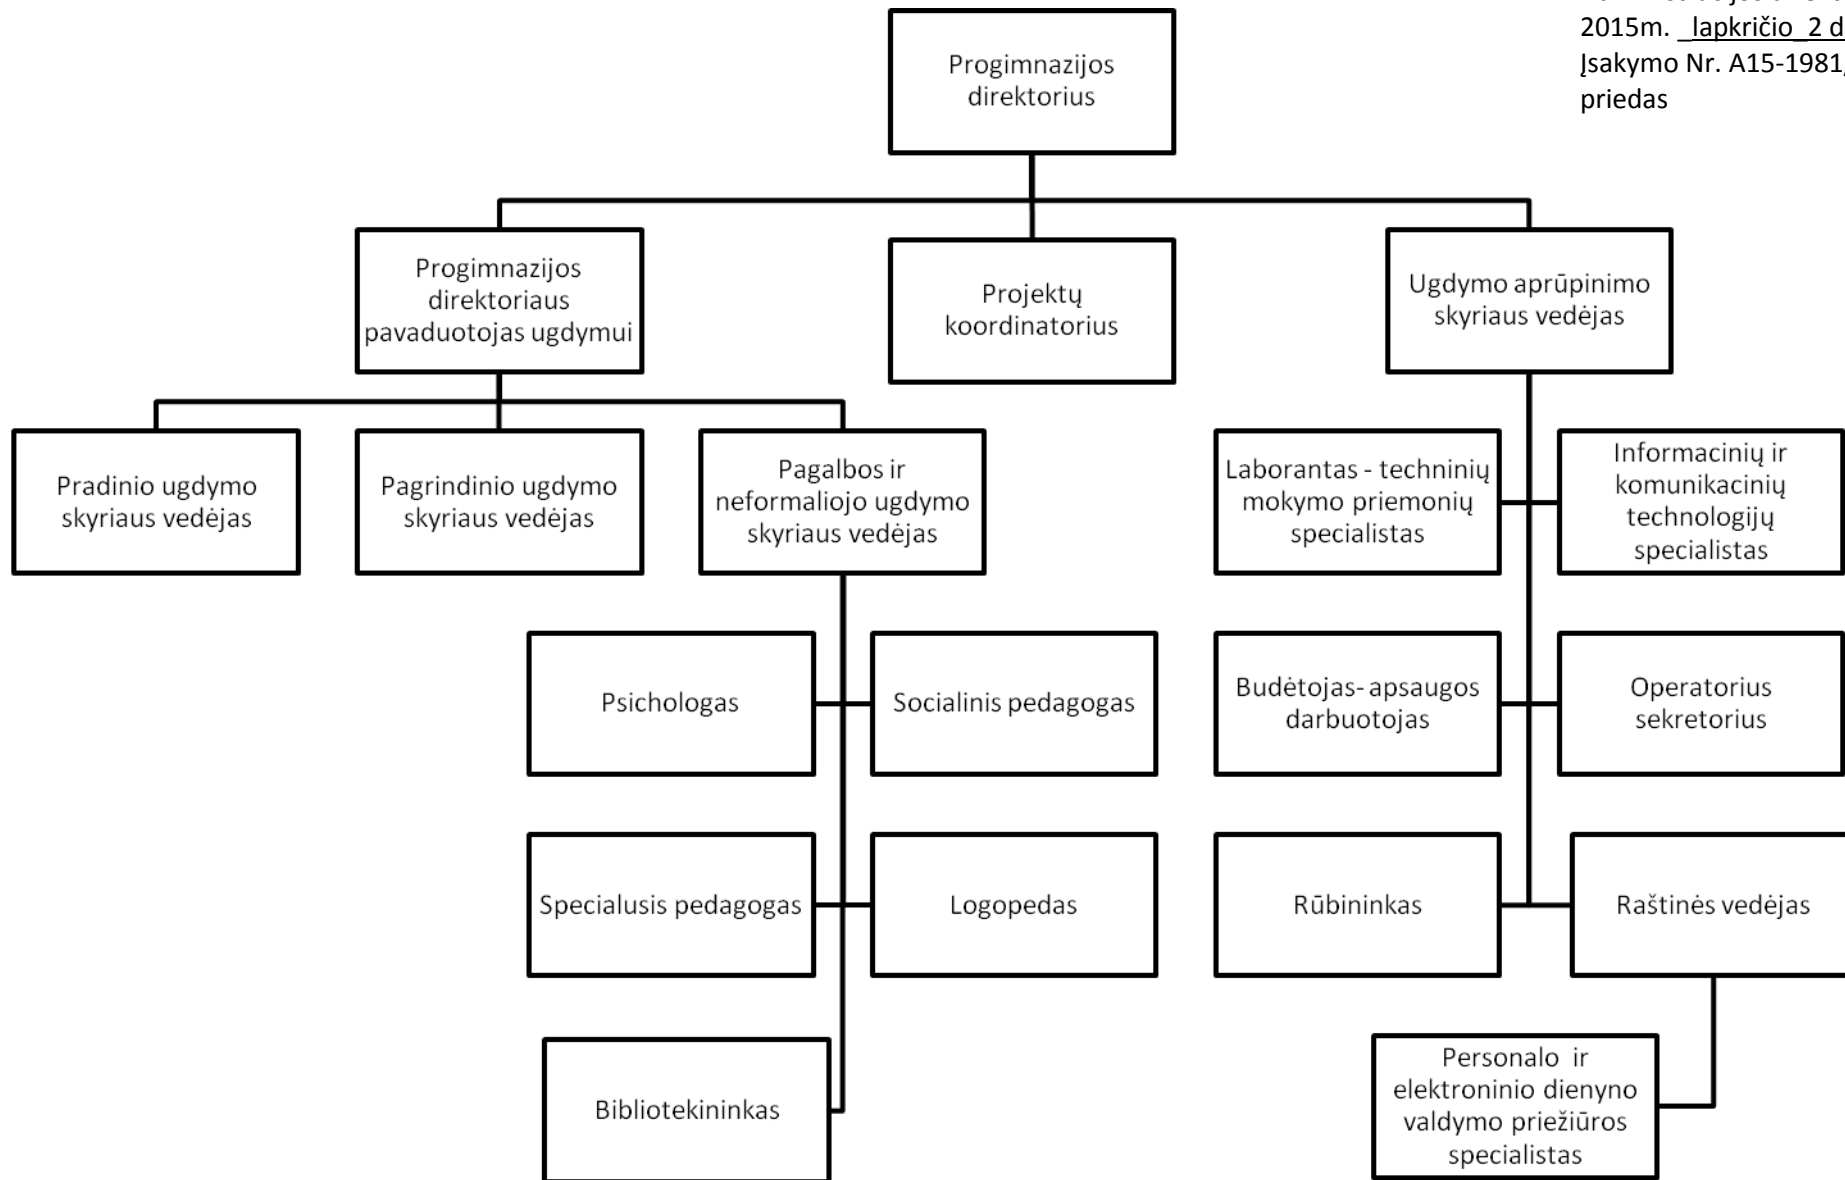 2015m. _lapkričio_2 d
Įsakymo Nr. A15-1981,
priedas
Progimnazijos
direktorius
Progimnazijos
direktoriaus
pavaduotojas ugdymui
Projektų
koordinatorius
Ugdymo aprūpinimo
skyriaus vedėjas
Pradinio ugdymo
skyriaus vedėjas
Pagrindinio ugdymo
skyriaus vedėjas
Pagalbos ir
neformaliojo ugdymo
skyriaus vedėjas
Laborantas - techninių
mokymo priemonių
specialistas
Informacinių ir
komunikacinių
technologijų
specialistas
Psichologas
Socialinis pedagogas
Budėtojas- apsaugos
darbuotojas
Operatorius
sekretorius
Specialusis pedagogas
Logopedas
Rūbininkas
Raštinės vedėjas
Bibliotekininkas
Personalo ir
elektroninio dienyno
valdymo priežiūros
specialistas